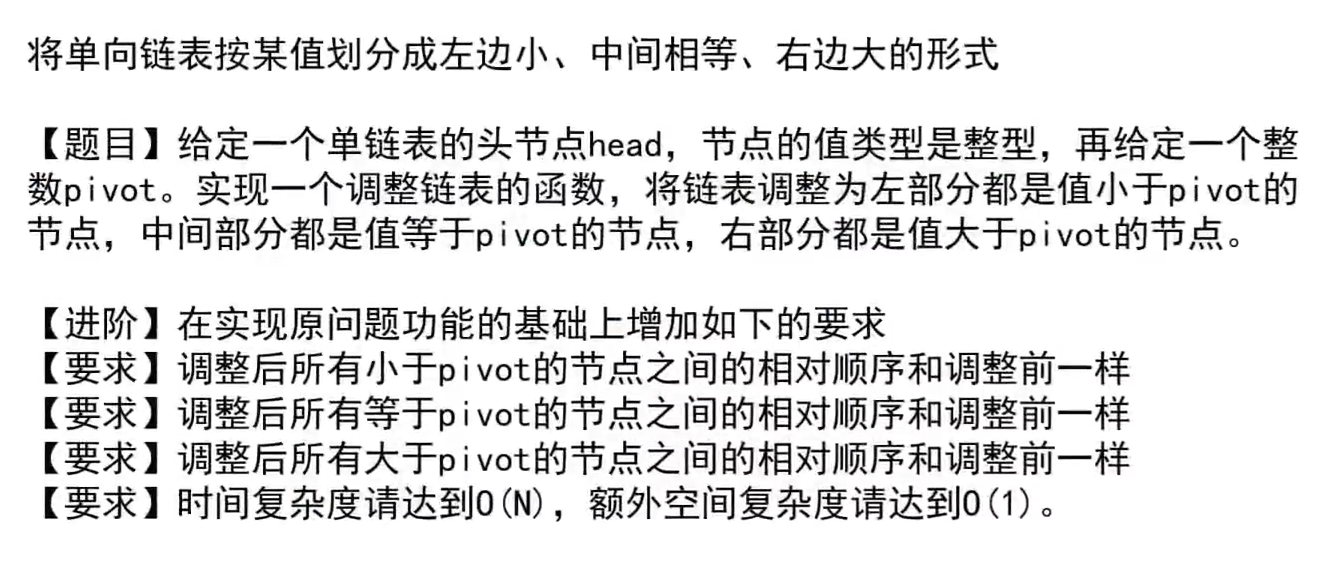 将单向链表按某值划分成左边小、中间相等、右边大的形式
【题目】给定一个单链表的头节点head，节点的值类型是整型，再给定一个整
数pivot。实现一个调整链表的函数，将链表调整为左部分都是值小于pivot的
节点，中间部分都是值等于pivot的节点，右部分都是值大于pivot的节点。
【进阶】在实现原问题功能的基础上增加如下的要求
【要求】调整后所有小于pivot的节点之间的相对顺序和调整前一样
【要求】调整后所有等于pivot的节点之间的相对顺序和调整前一样
【要求】调整后所有大于pivot的节点之间的相对顺序和调整前一样
【要求】时间复杂度请达到O(N)，额外空间复杂度请达到O(1)。